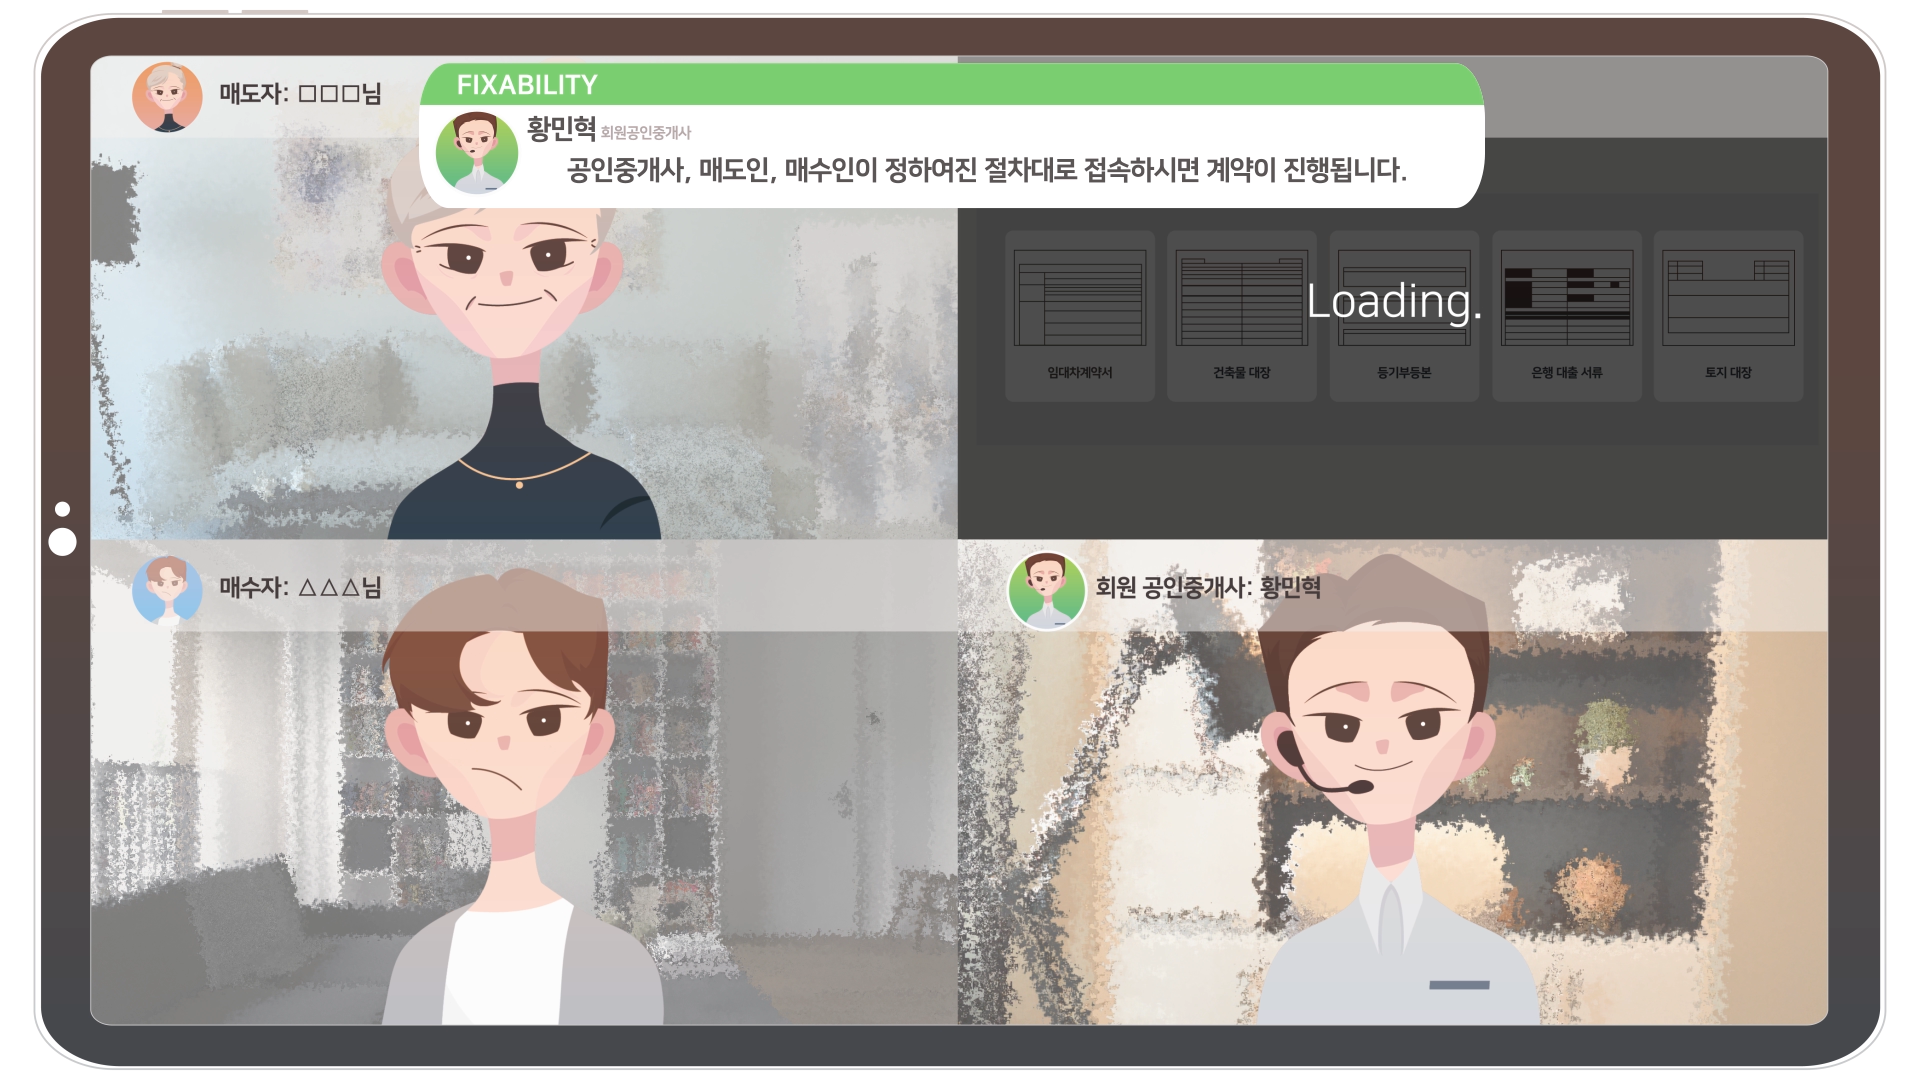 매도자: □□□님
FIXABILITY
황민혁 회원공인중개사
공인중개사, 매도인, 매수인이 정하여진 절차대로 접속하시면 계약이 진행됩니다.
Loading.
임대차계약서
건축물 대장
등기부등본
은행 대출 서류
토지 대장
매수자: △△△님
회원 공인중개사: 황민혁